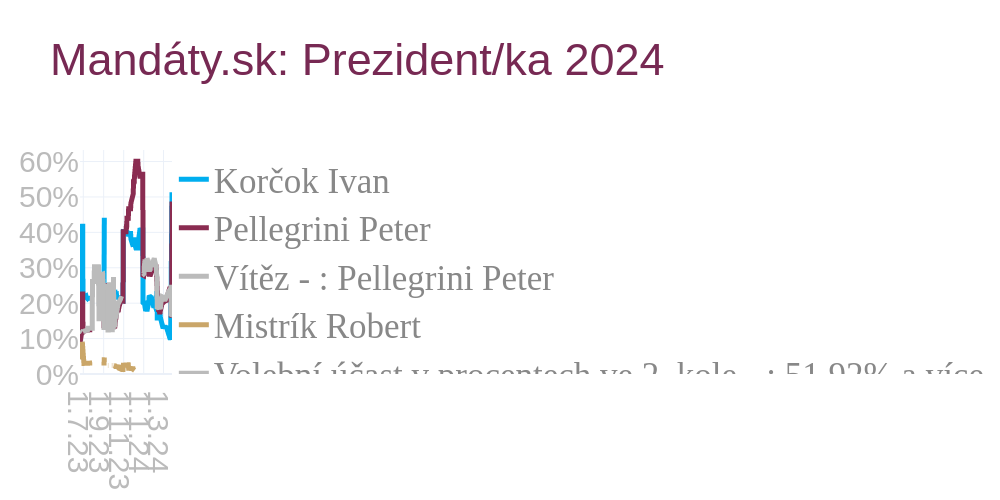 Mandáty.sk: Prezident/ka 2024
60%
50%
40%
30%
20%
10%
0%
Korčok Ivan
Pellegrini Peter
Vítěz - : Pellegrini Peter
Mistrík Robert
Volební účast v procentech ve 2. kole - : 51.92% a více
1.7.23
1.9.23
1.11.23
1.1.24
1.3.24